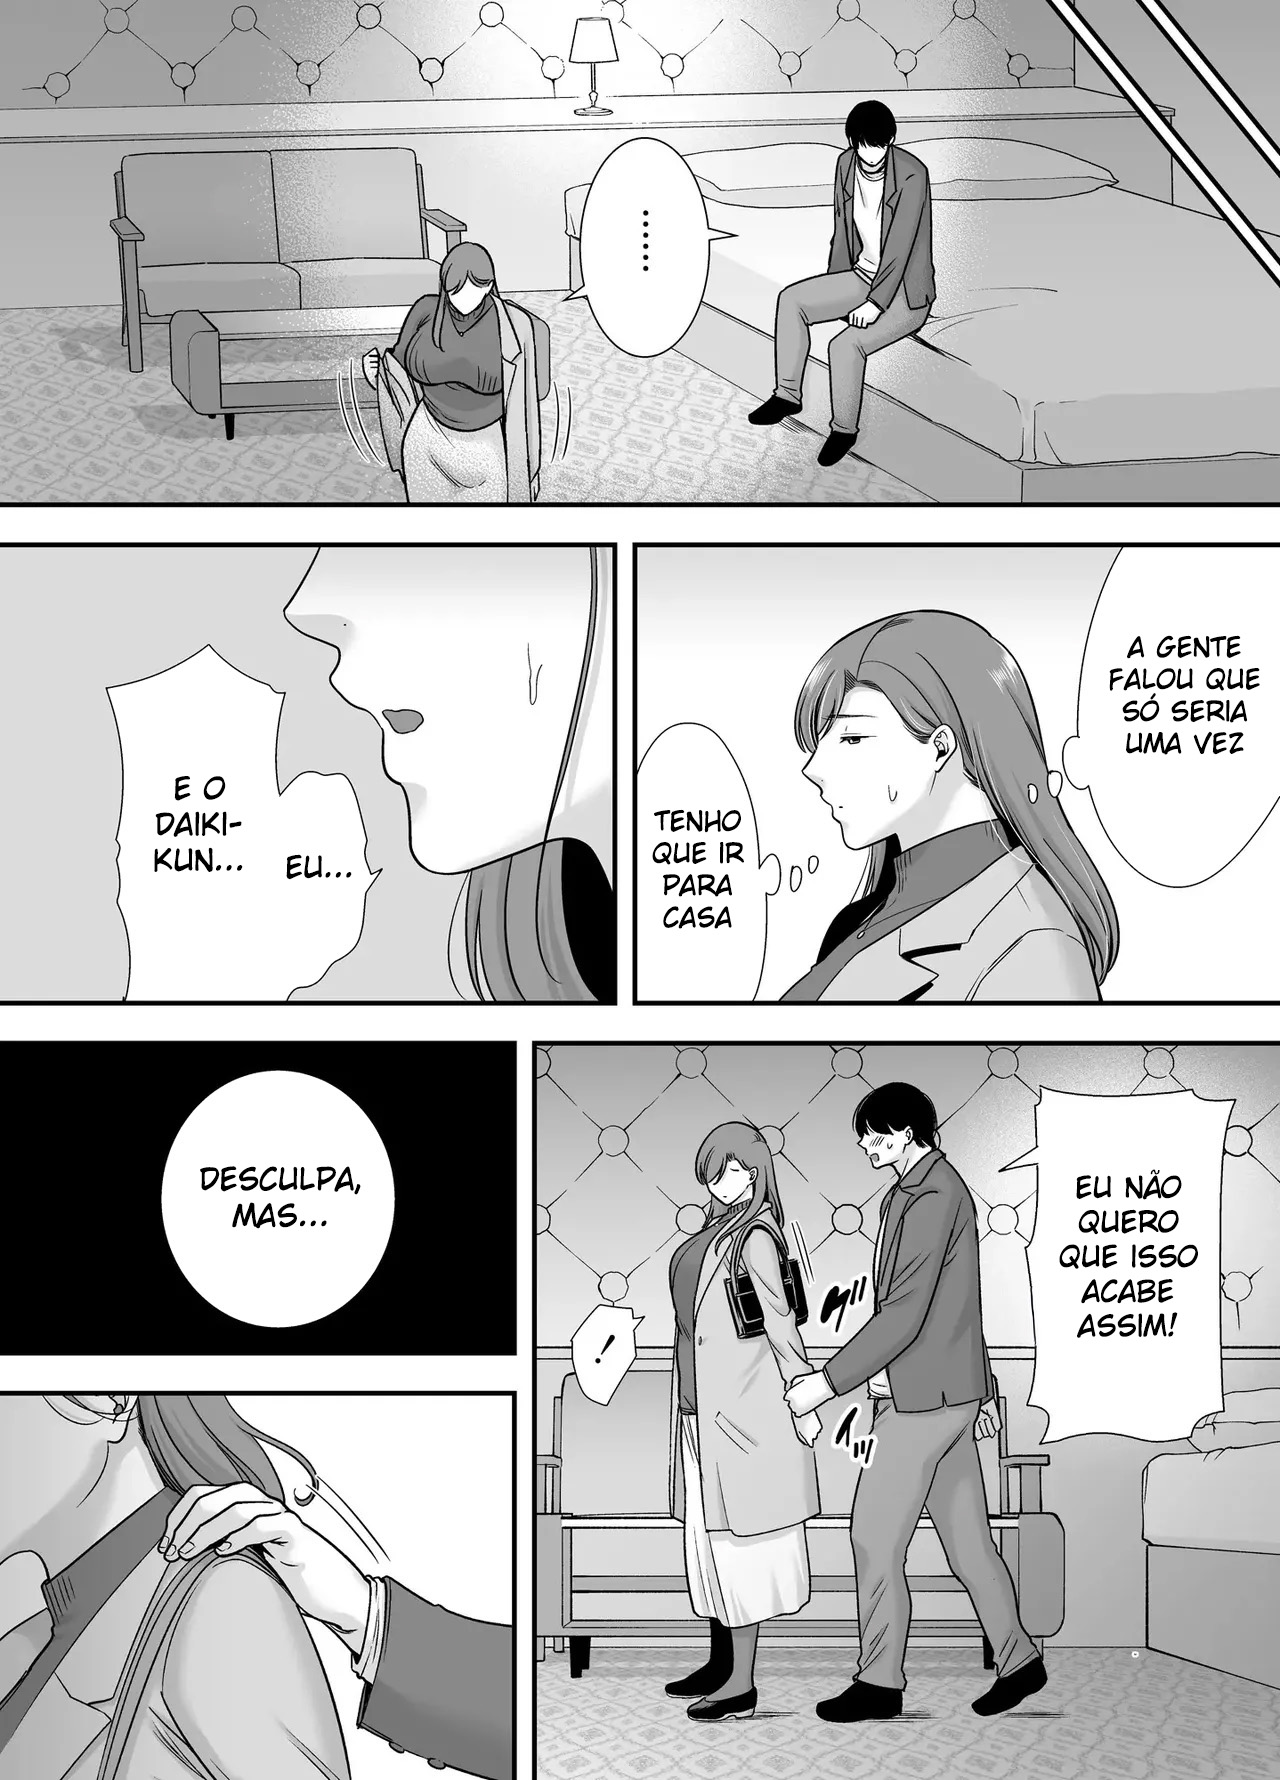 ......
A GENTE
FALOU QUE
SÓ SERIA
UMA VEZ
TENHO
QUE IR
PARA
CASA
EU...
E O
DAIKI-
KUN...
EU NÃO
QUERO
QUE ISSO
ACABE
ASSIM!
!
DESCULPA,
MAS...